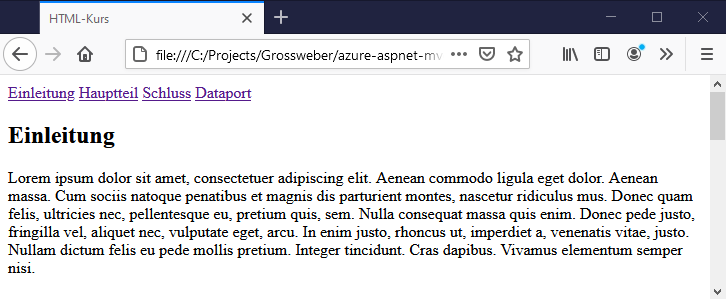 HTML-Kurs
file:///C:/Projects/Grossweber/azure-aspnet-mv
Einleitung Hauptteil Schluss Dataport
Einleitung
Lorem ipsum dolor sit amet, consectetuer adipiscing elit. Aenean commodo ligula eget dolor. Aenean
massa. Cum sociis natoque penatibus et magnis dis parturient montes, nascetur ridiculus mus. Donec quam
felis, ultricies nec, pellentesque eu, pretium quis, sem. Nulla consequat massa quis enim. Donec pede justo,
fringilla vel, aliquet nec, vulputate eget, arcu. In enim justo, rhoncus ut, imperdiet a, venenatis vitae, justo.
Nullam dictum felis eu pede mollis pretium. Integer tincidunt. Cras dapibus. Vivamus elementum semper
nisi.